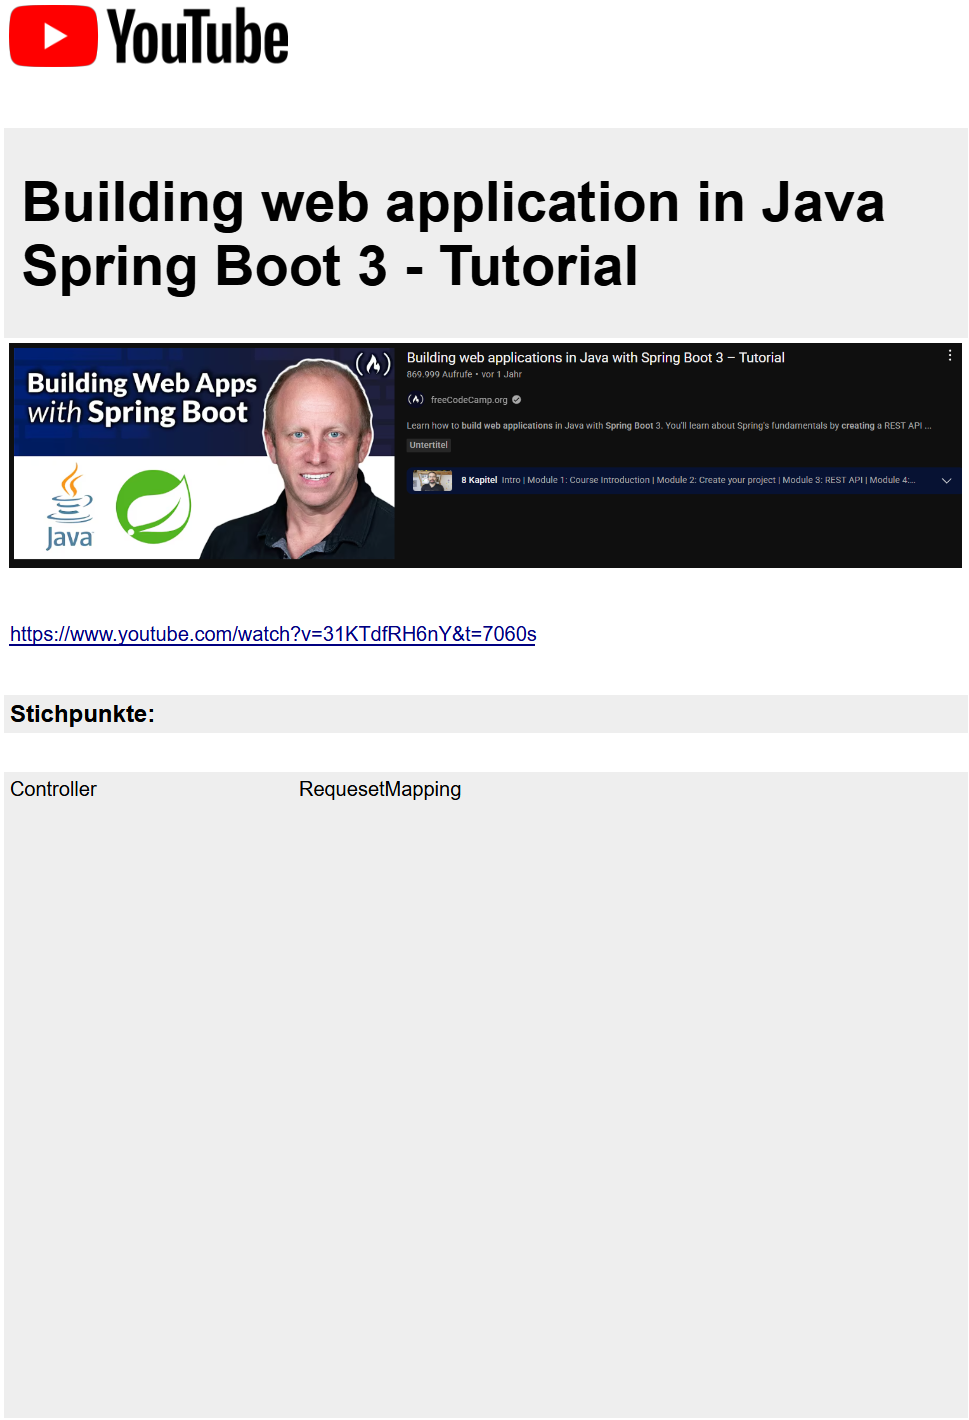 YouTube
Building web application in Java
Spring Boot 3 - Tutorial
Building Web Apps
with Spring Boot
Java
Building web applications in Java with Spring Boot 3 – Tutorial
869.999 Aufrufe • vor 1 Jahr
freeCodeCamp.org
Learn how to build web applications in Java with Spring Boot 3. You'll learn about Spring's fundamentals by creating a REST API ...
Untertitel
8 Kapitel Intro | Module 1: Course Introduction | Module 2: Create your project | Module 3: REST API | Module 4:...
https://www.youtube.com/watch?v=31KTdfRH6nY&t=7060s
Stichpunkte:
Controller RequesetMapping